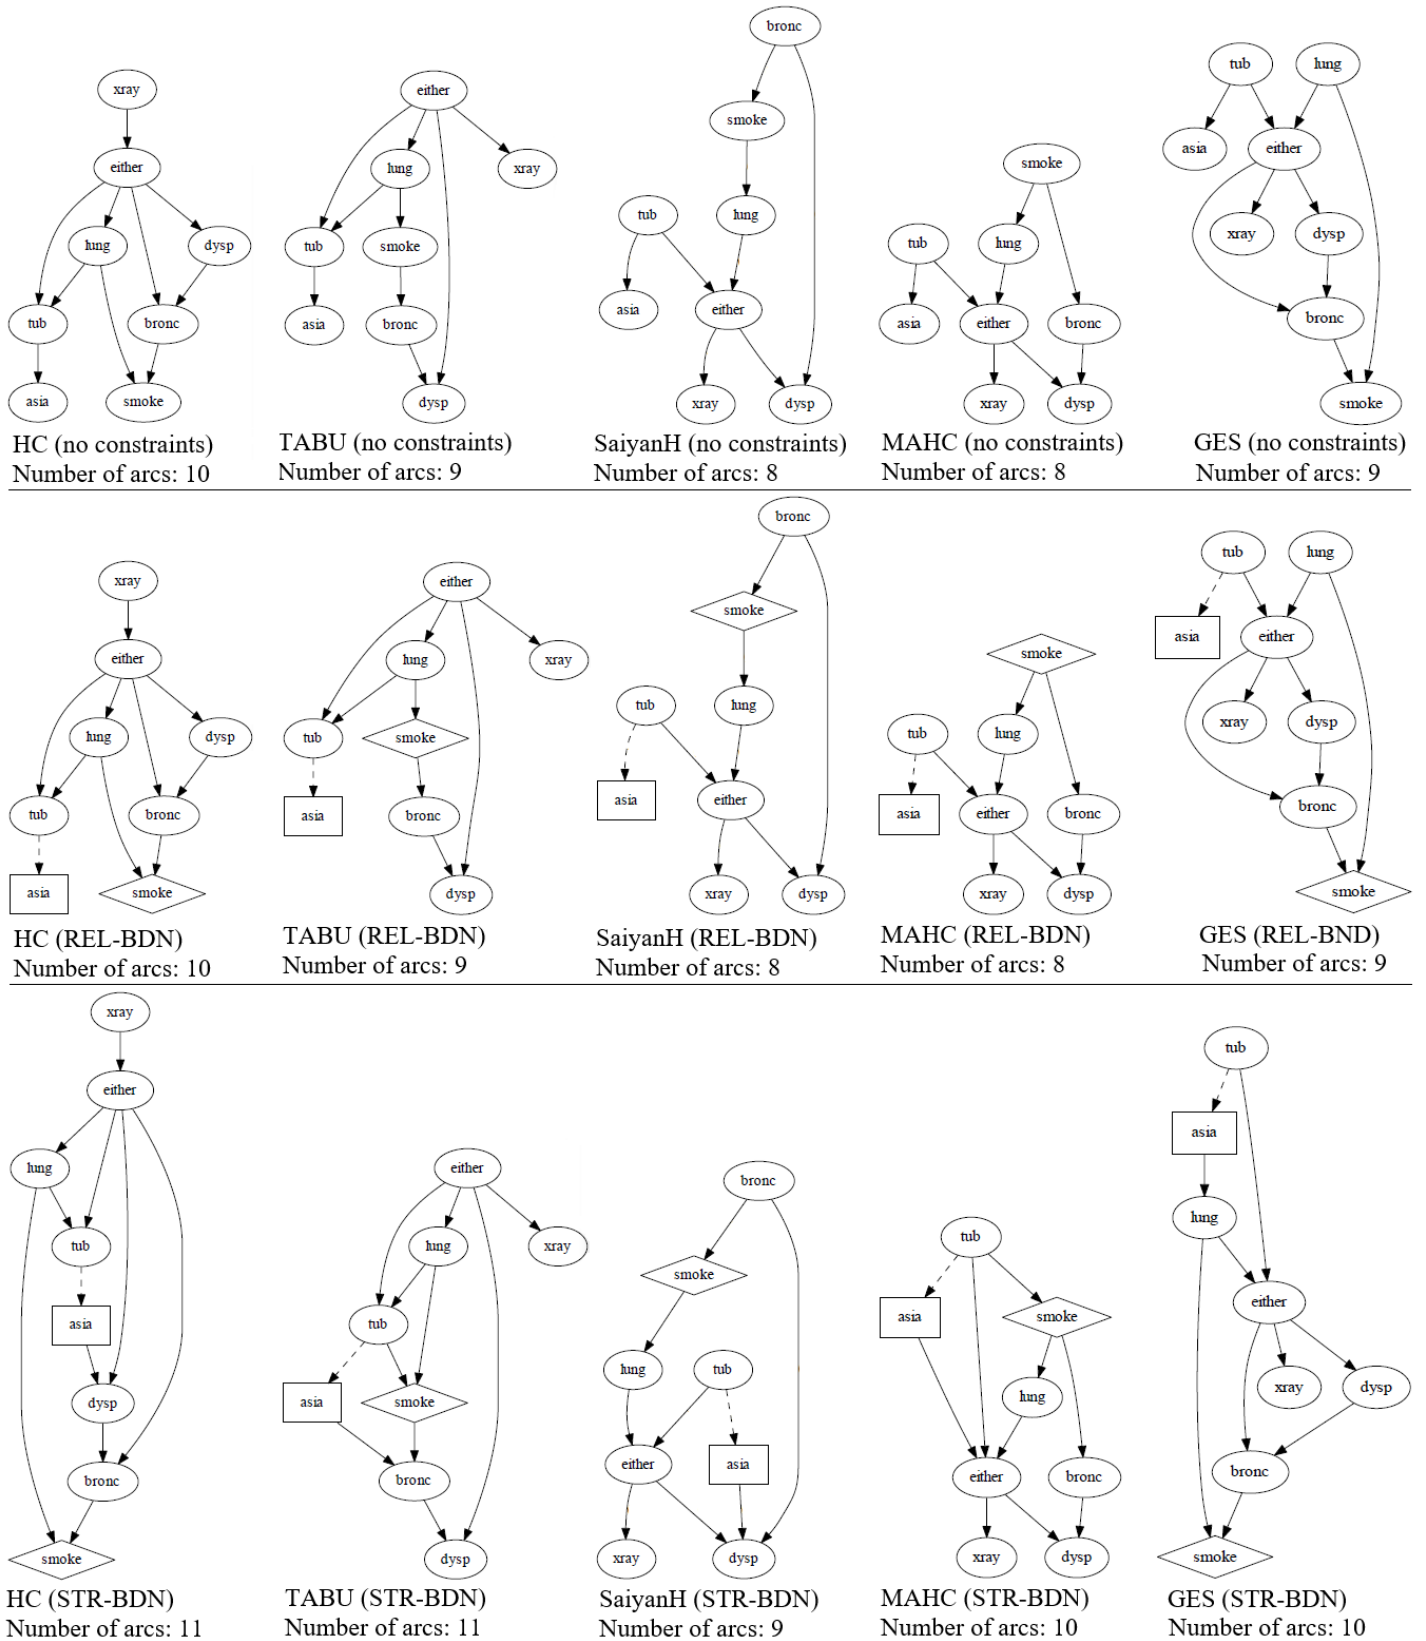 xray
either
lung
dysp
tub
bronc
asia
smoke
HC (no constraints)
Number of arcs: 10
either
lung
xray
tub
smoke
asia
bronc
dysp
TABU (no constraints)
Number of arcs: 9
bronc
smoke
tub
lung
asia
either
xray
dysp
SaiyanH (no constraints)
Number of arcs: 8
smoke
tub
lung
asia
either
bronc
xray
dysp
MAHC (no constraints)
Number of arcs: 8
tub
lung
asia
either
xray
dysp
bronc
smoke
GES (no constraints)
Number of arcs: 9
xray
either
lung
dysp
tub
bronc
asia
smoke
HC (REL-BDN)
Number of arcs: 10
either
lung
xray
tub
smoke
asia
bronc
dysp
TABU (REL-BDN)
Number of arcs: 9
bronc
smoke
tub
lung
asia
either
xray
dysp
SaiyanH (REL-BDN)
Number of arcs: 8
smoke
tub
lung
asia
either
bronc
xray
dysp
MAHC (REL-BDN)
Number of arcs: 8
tub
lung
asia
either
xray
dysp
bronc
smoke
GES (REL-BND)
Number of arcs: 9
xray
either
lung
tub
asia
dysp
bronc
smoke
HC (STR-BDN)
Number of arcs: 11
either
lung
xray
tub
asia
smoke
bronc
dysp
TABU (STR-BDN)
Number of arcs: 11
bronc
smoke
lung
tub
either
asia
xray
dysp
SaiyanH (STR-BDN)
Number of arcs: 9
tub
asia
smoke
lung
either
bronc
xray
dysp
MAHC (STR-BDN)
Number of arcs: 10
tub
asia
lung
either
xray
dysp
bronc
smoke
GES (STR-BDN)
Number of arcs: 10